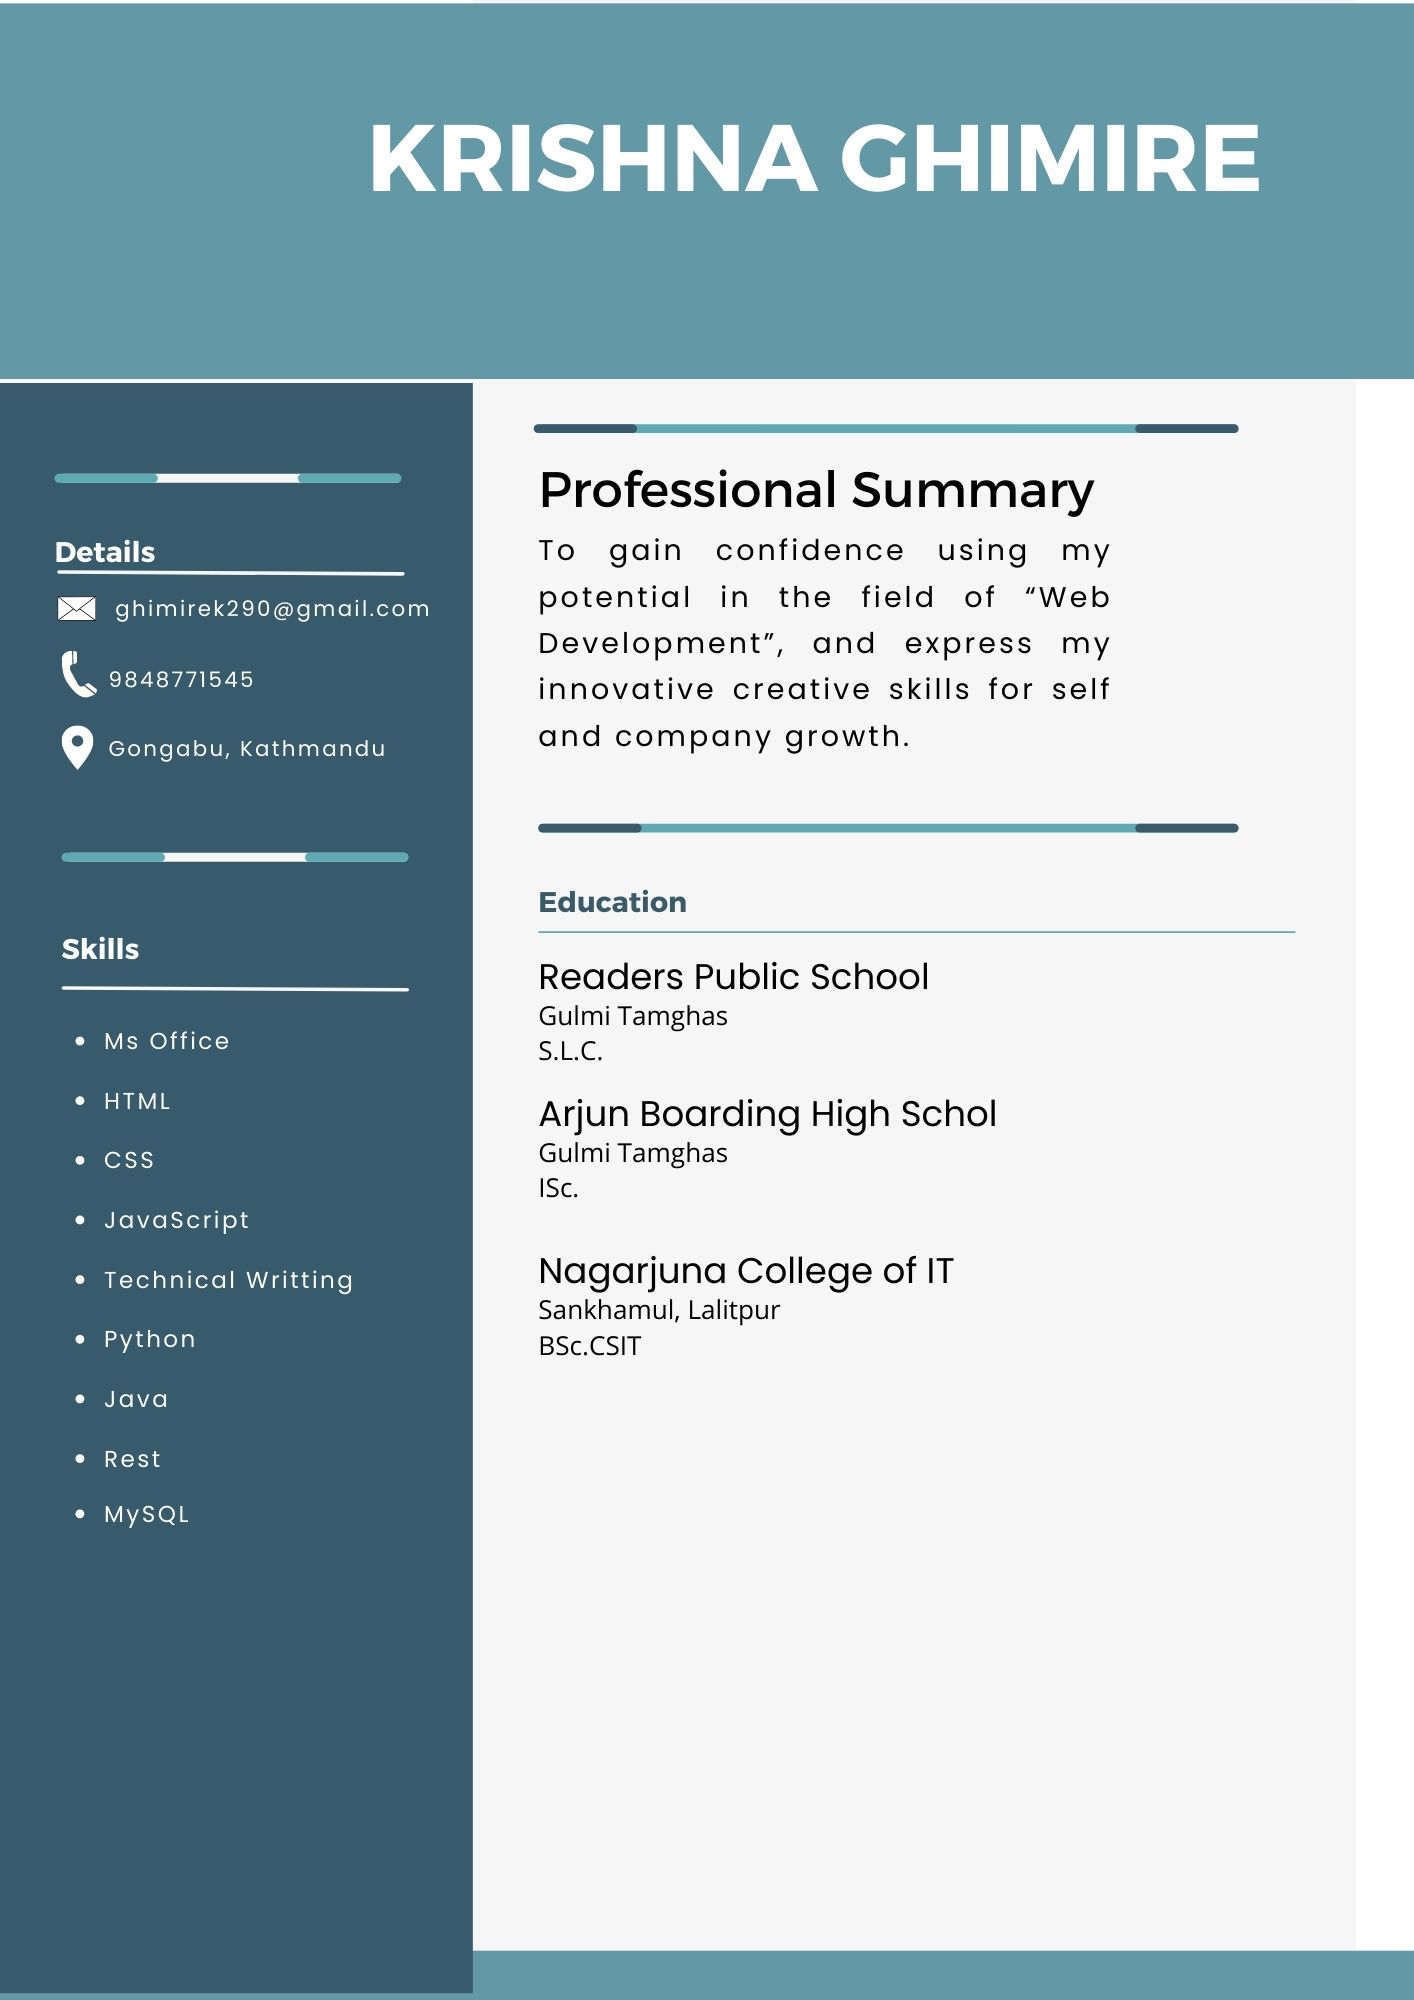 KRISHNA GHIMIRE
Details
ghimirek290@gmail.com
9848771545
Gongabu, Kathmandu
Skills
• Ms Office
• HTML
• CSS
• JavaScript
• Technical Writting
• Python
• Java
• Rest
• MySQL
Professional Summary
To gain confidence using my
potential in the field of “Web
Development”, and express my
innovative creative skills for self
and company growth.
Education
Readers Public School
Gulmi Tamghas
S.L.C.
Arjun Boarding High Schol
Gulmi Tamghas
ISc.
Nagarjuna College of IT
Sankhamul, Lalitpur
BSc.CSIT